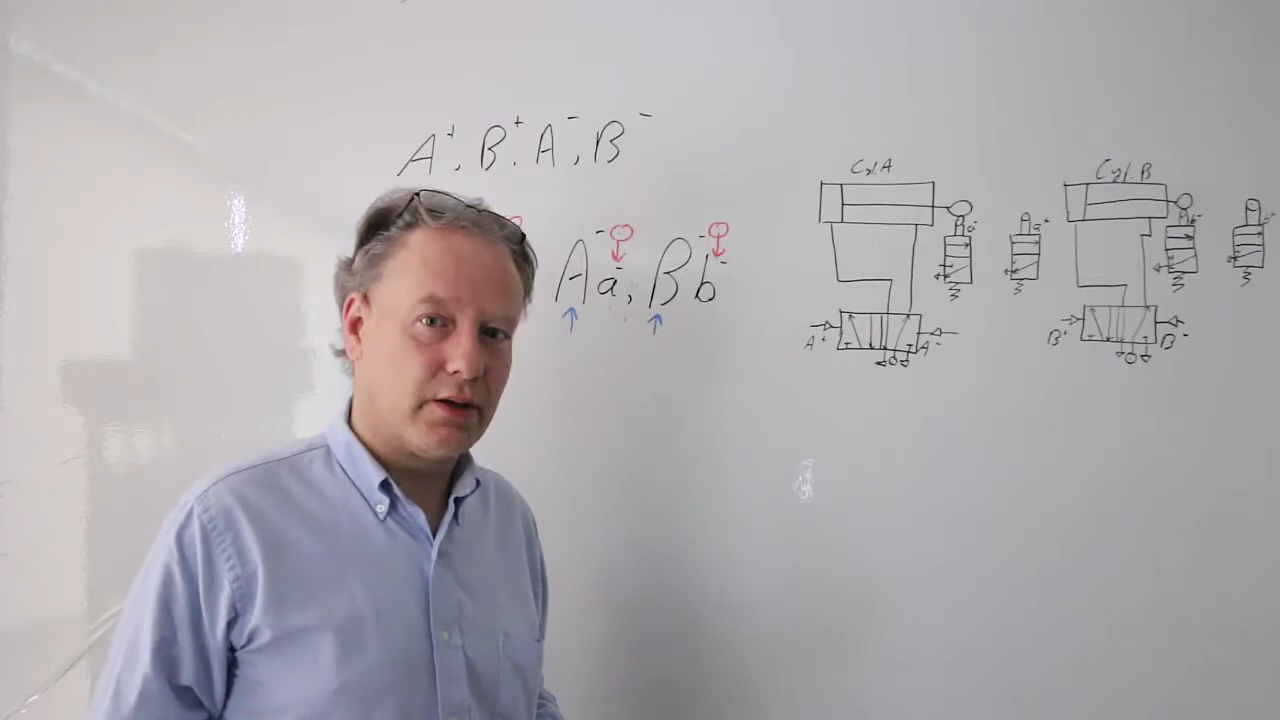 A⁺, B⁺, A⁻, B⁻
A⁻ a⁻, B⁻ b⁻
Cyl. A
Cyl. B
a⁻
a⁺
b⁻
A⁺
A⁻
B⁺
B⁻